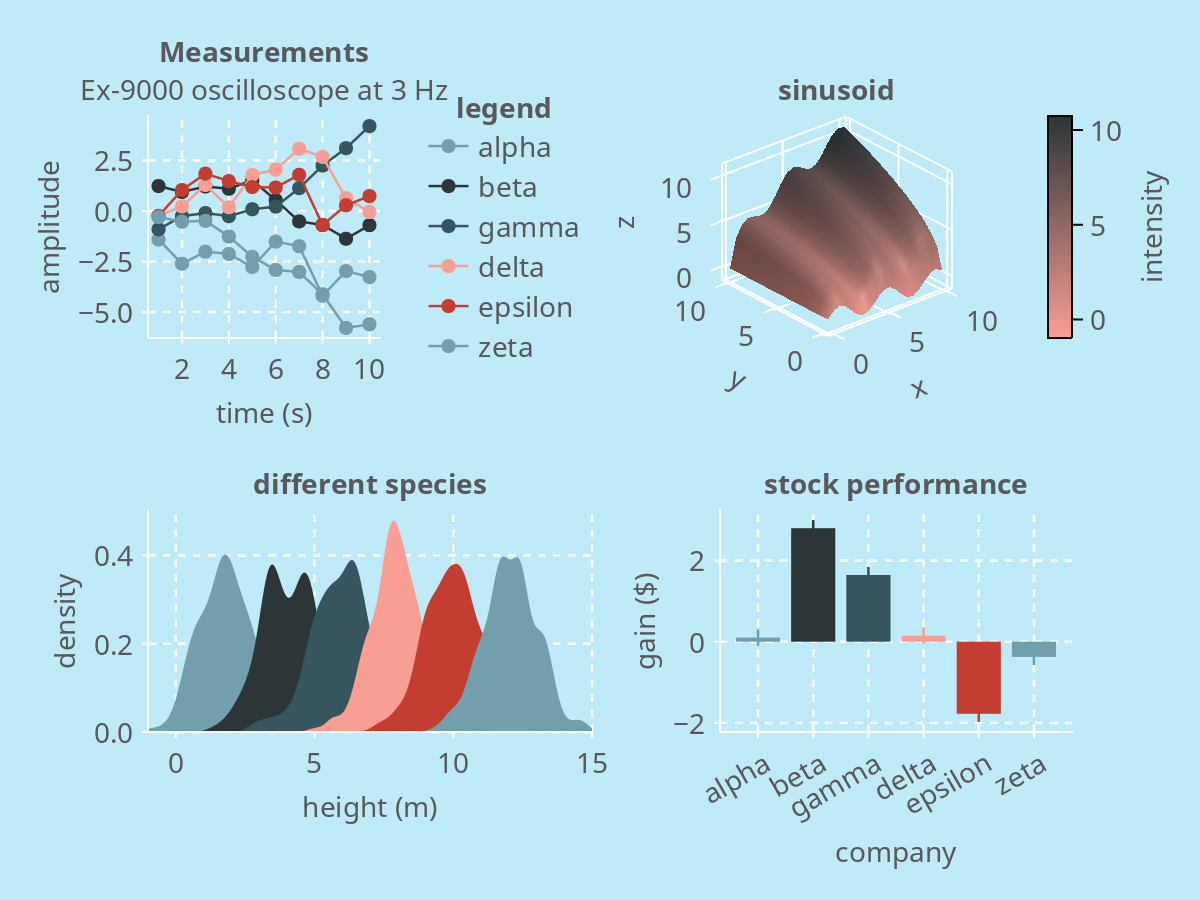 Measurements
Ex-9000 oscilloscope at 3 Hz
amplitude
2.5
0.0
−2.5
−5.0
2 4 6 8 10
time (s)
legend
alpha
beta
gamma
delta
epsilon
zeta
sinusoid
z
10
5
0
10
5
0
y
0
5
10
x
10
5
0
intensity
different species
density
0.4
0.2
0.0
0 5 10 15
height (m)
stock performance
gain ($)
2
0
−2
alpha beta gamma delta epsilon zeta
company